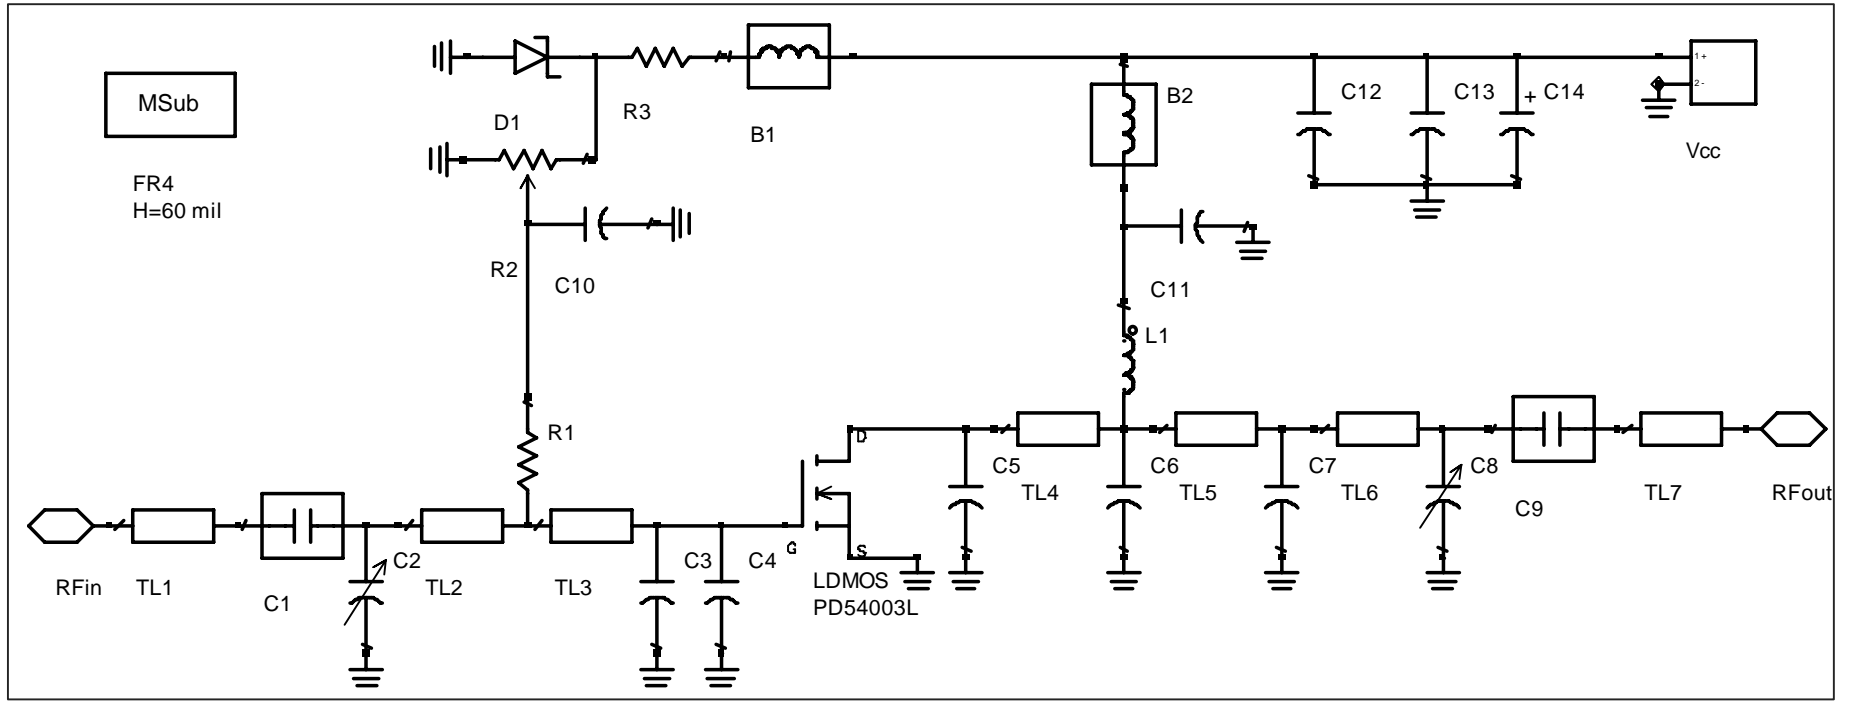 MSub
FR4
H=60 mil
D1
R3
B1
B2
C12
C13
+ C14
1 +
2 -
Vcc
R2
C10
C11
L1
R1
D
G
S
C5
TL4
C6
TL5
C7
TL6
C8
C9
TL7
RFout
RFin
TL1
C1
C2
TL2
TL3
C3
C4
LDMOS
PD54003L